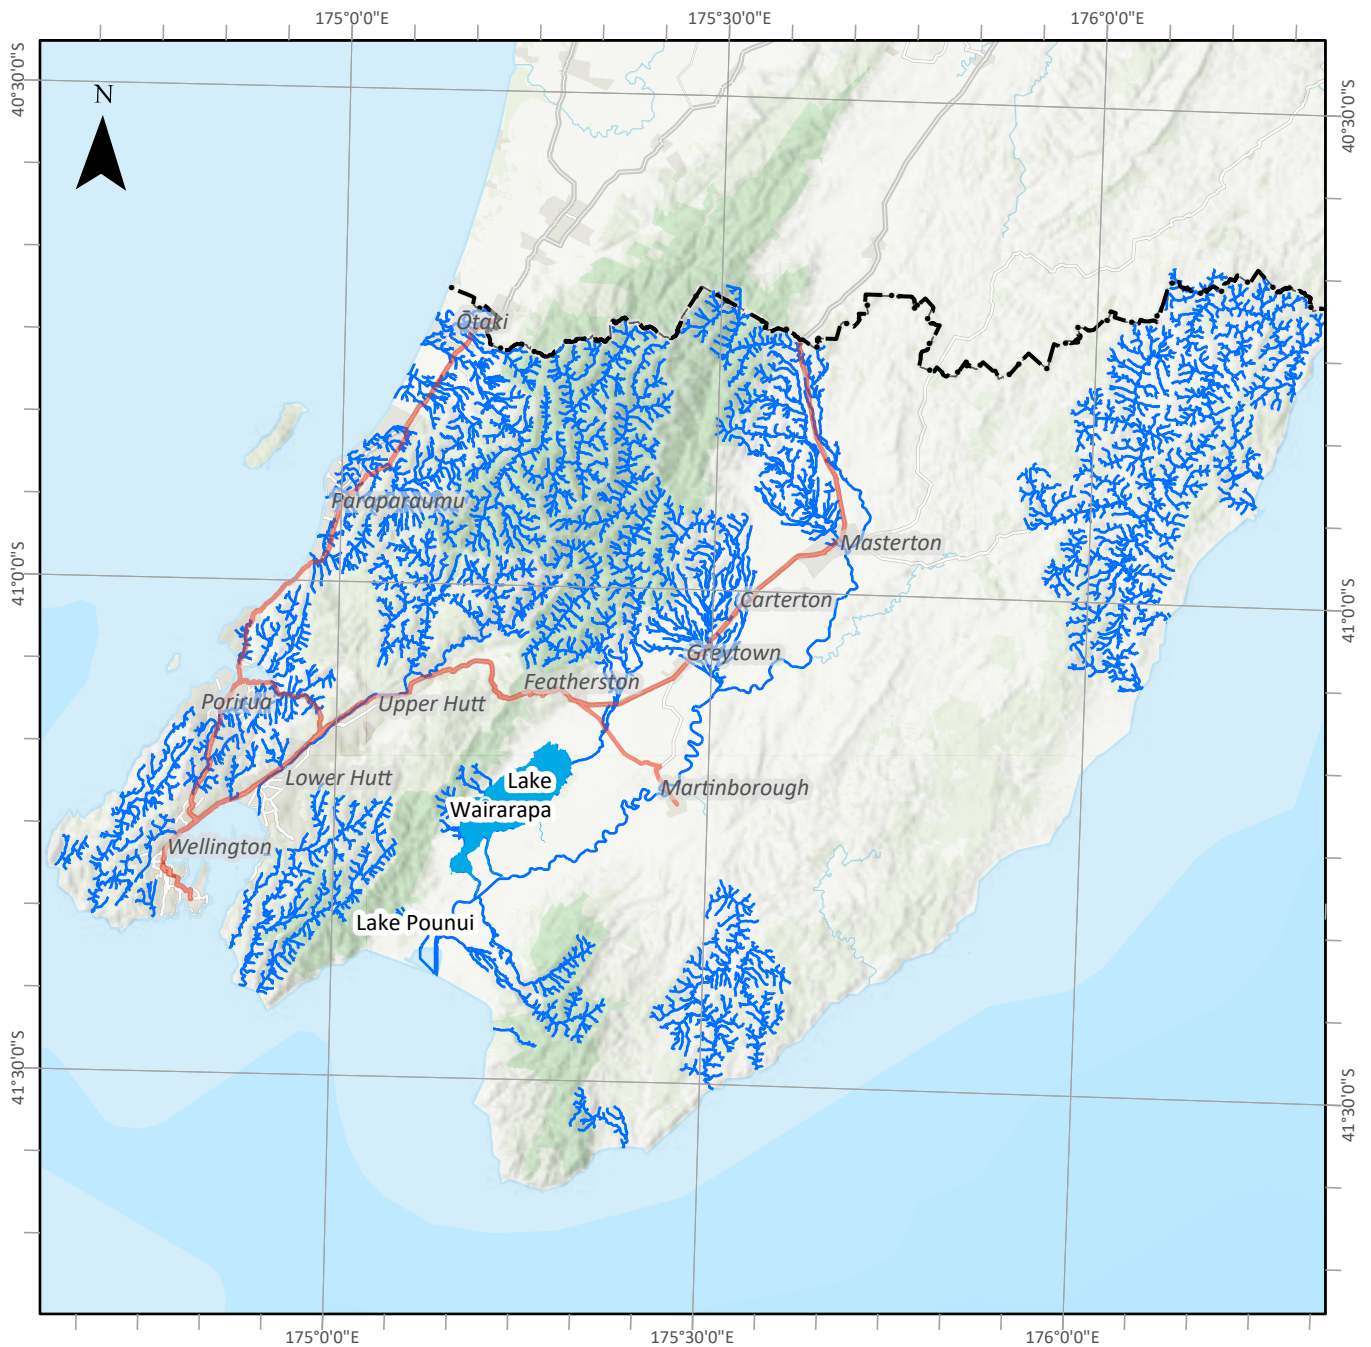 175°0'0"E
175°30'0"E
176°0'0"E
40°30'0"S
N
40°30'0"S
Ōtaki
Paraparaumu
Masterton
41°0'0"S
Carterton
41°0'0"S
Greytown
Featherston
Porirua
Upper Hutt
Lower Hutt
Lake
Wairarapa
Martinborough
Wellington
Lake Pounui
41°30'0"S
41°30'0"S
175°0'0"E
175°30'0"E
176°0'0"E